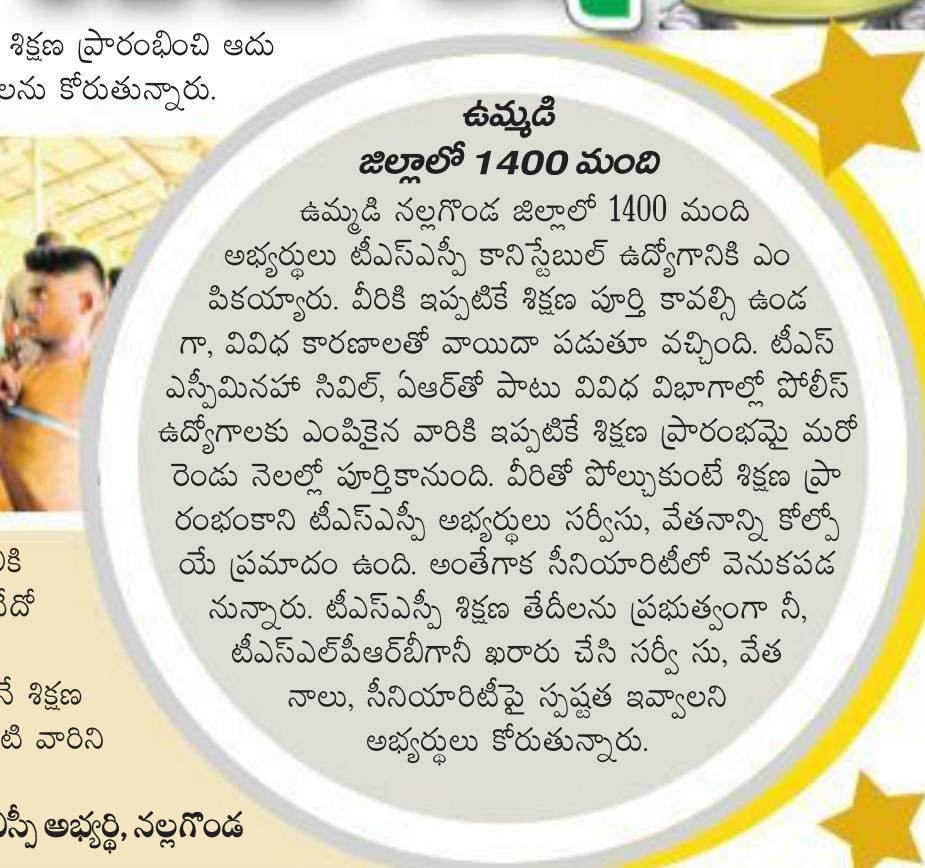 శిక్షణ ప్రారంభించి ఆదు
లను కోరుతున్నారు.
ఉమ్మడి
జిల్లాలో 1400 మంది
ఉమ్మడి నల్లగొండ జిల్లాలో 1400 మంది
అభ్యర్థులు టీఎస్ఎస్పీ కానిస్టేబుల్ ఉద్యోగానికి ఎం
పికయ్యారు. వీరికి ఇప్పటికే శిక్షణ పూర్తి కావల్సి ఉండ
గా, వివిధ కారణాలతో వాయిదా పడుతూ వచ్చింది. టీఎస్
ఎస్పీమినహా సివిల్, ఏఆర్‌తో పాటు వివిధ విభాగాల్లో పోలీస్
ఉద్యోగాలకు ఎంపికైన వారికి ఇప్పటికే శిక్షణ ప్రారంభమై మరో
రెండు నెలల్లో పూర్తికానుంది. వీరితో పోల్చుకుంటే శిక్షణ ప్రా
రంభంకాని టీఎస్ఎస్పీ అభ్యర్థులు సర్వీసు, వేతనాన్ని కోల్పో
యే ప్రమాదం ఉంది. అంతేగాక సీనియారిటీలో వెనుకపడ
నున్నారు. టీఎస్ఎస్పీ శిక్షణ తేదీలను ప్రభుత్వంగా నీ,
టీఎస్ఎల్‌పీఆర్‌బీగానీ ఖరారు చేసి సర్వీ సు, వేత
నాలు, సీనియారిటీపై స్పష్టత ఇవ్వాలని
అభ్యర్థులు కోరుతున్నారు.
నే శిక్షణ
టి వారిని
ఎస్పీ అభ్యర్థి, నల్లగొండ